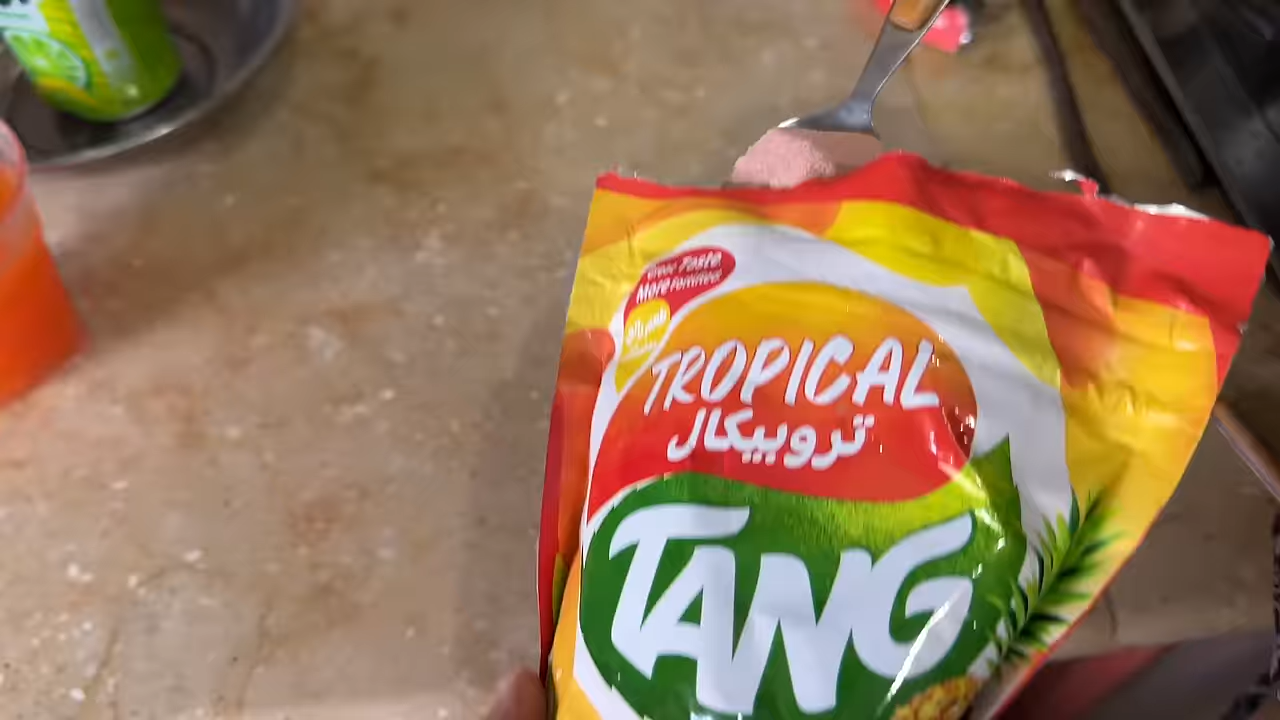 Great Taste
More Fortified!
TROPICAL
تروبيكال
TANG